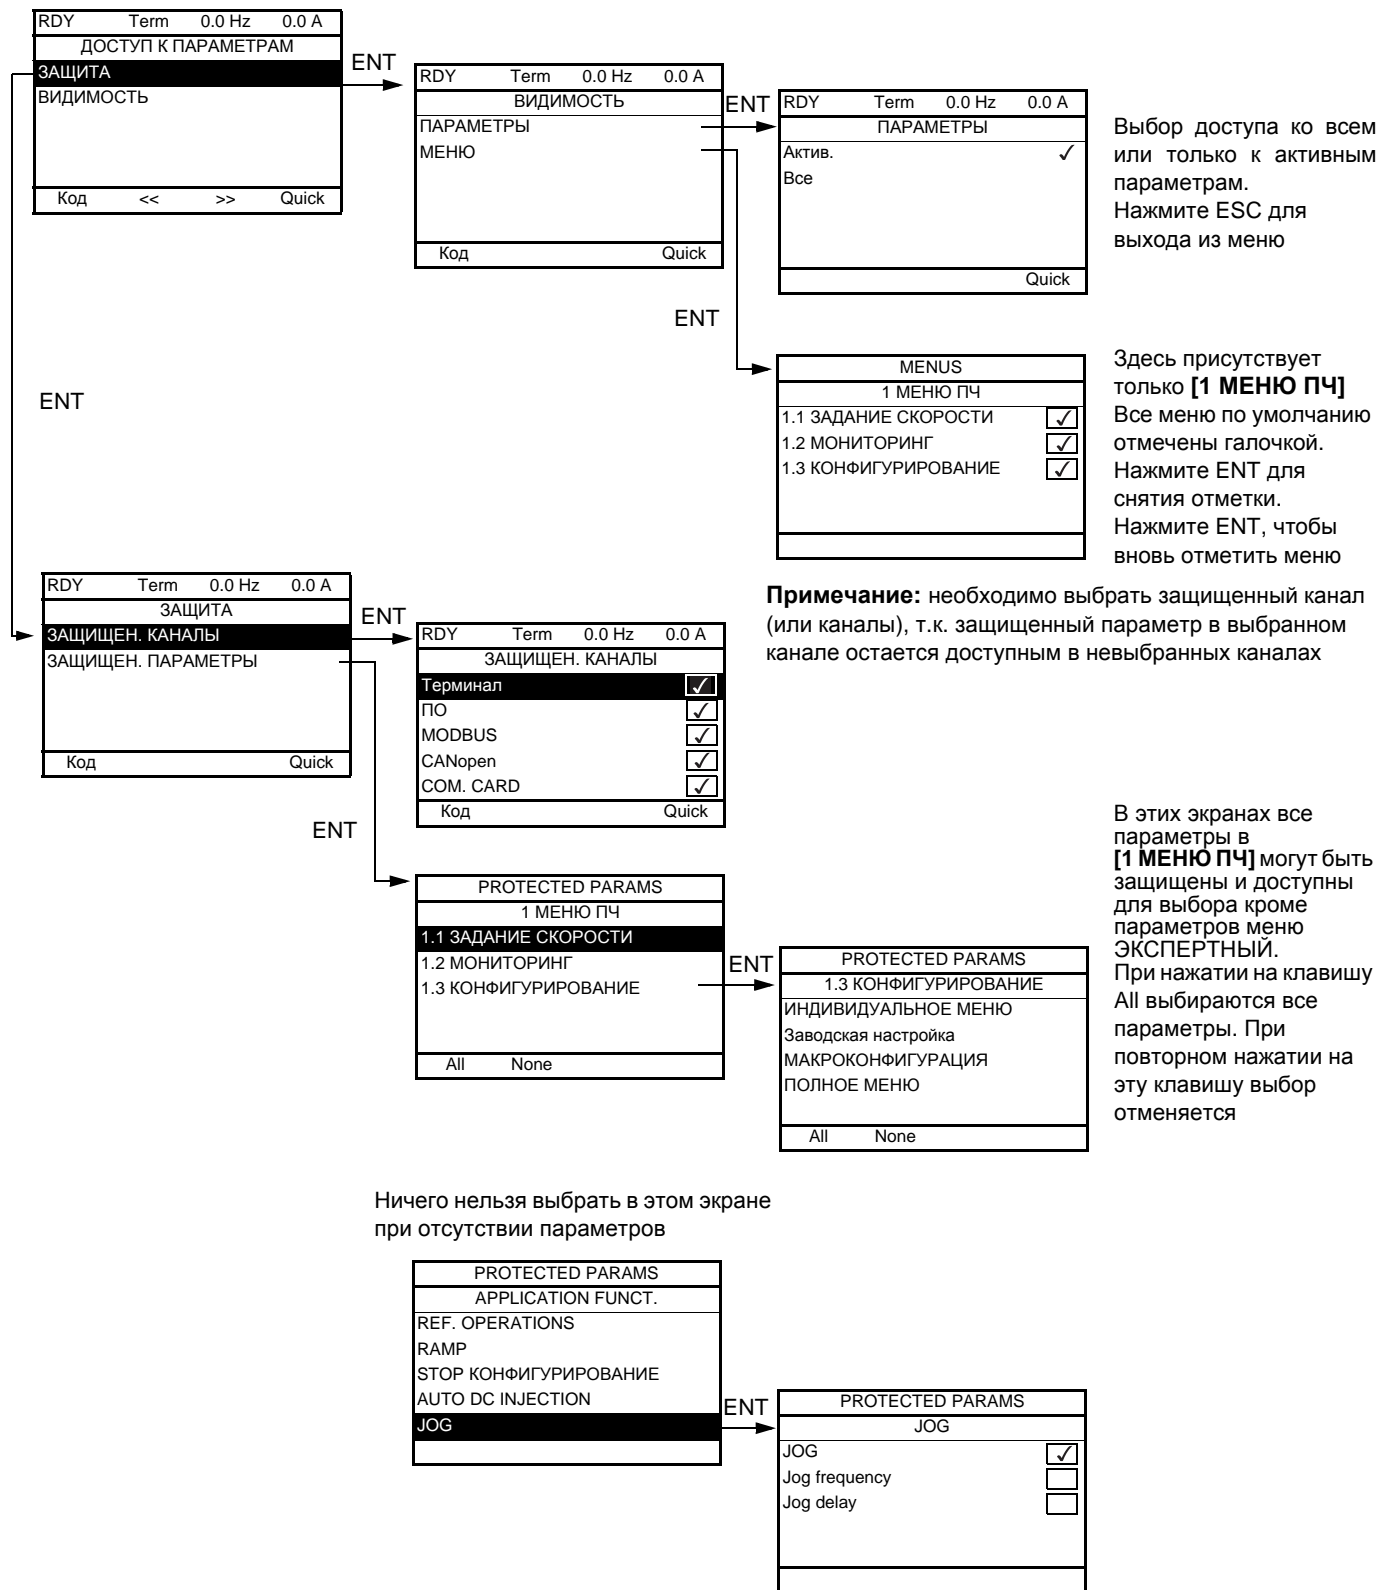 RDY Term 0.0 Hz 0.0 A
ДОСТУП К ПАРАМЕТРАМ
ЗАЩИТА
ВИДИМОСТЬ
Код << >> Quick
ENT
RDY Term 0.0 Hz 0.0 A
ВИДИМОСТЬ
ПАРАМЕТРЫ
МЕНЮ
Код Quick
ENT
RDY Term 0.0 Hz 0.0 A
ПАРАМЕТРЫ
Актив. ✓
Все
Quick
Выбор доступа ко всем
или только к активным
параметрам.
Нажмите ESC для
выхода из меню
ENT
MENUS
1 МЕНЮ ПЧ
1.1 ЗАДАНИЕ СКОРОСТИ ✓
1.2 МОНИТОРИНГ ✓
1.3 КОНФИГУРИРОВАНИЕ ✓
Здесь присутствует
только [1 МЕНЮ ПЧ]
Все меню по умолчанию
отмечены галочкой.
Нажмите ENT для
снятия отметки.
Нажмите ENT, чтобы
вновь отметить меню
ENT
Примечание: необходимо выбрать защищенный канал
(или каналы), т.к. защищенный параметр в выбранном
канале остается доступным в невыбранных каналах
RDY Term 0.0 Hz 0.0 A
ЗАЩИТА
ЗАЩИЩЕН. КАНАЛЫ
ЗАЩИЩЕН. ПАРАМЕТРЫ
Код Quick
ENT
RDY Term 0.0 Hz 0.0 A
ЗАЩИЩЕН. КАНАЛЫ
Терминал ✓
ПО ✓
MODBUS ✓
CANopen ✓
COM. CARD ✓
Код Quick
ENT
PROTECTED PARAMS
1 МЕНЮ ПЧ
1.1 ЗАДАНИЕ СКОРОСТИ
1.2 МОНИТОРИНГ
1.3 КОНФИГУРИРОВАНИЕ
All None
ENT
PROTECTED PARAMS
1.3 КОНФИГУРИРОВАНИЕ
ИНДИВИДУАЛЬНОЕ МЕНЮ
Заводская настройка
МАКРОКОНФИГУРАЦИЯ
ПОЛНОЕ МЕНЮ
All None
В этих экранах все
параметры в
[1 МЕНЮ ПЧ] могут быть
защищены и доступны
для выбора кроме
параметров меню
ЭКСПЕРТНЫЙ.
При нажатии на клавишу
All выбираются все
параметры. При
повторном нажатии на
эту клавишу выбор
отменяется
Ничего нельзя выбрать в этом экране
при отсутствии параметров
PROTECTED PARAMS
APPLICATION FUNCT.
REF. OPERATIONS
RAMP
STOP КОНФИГУРИРОВАНИЕ
AUTO DC INJECTION
JOG
ENT
PROTECTED PARAMS
JOG
JOG ✓
Jog frequency
Jog delay